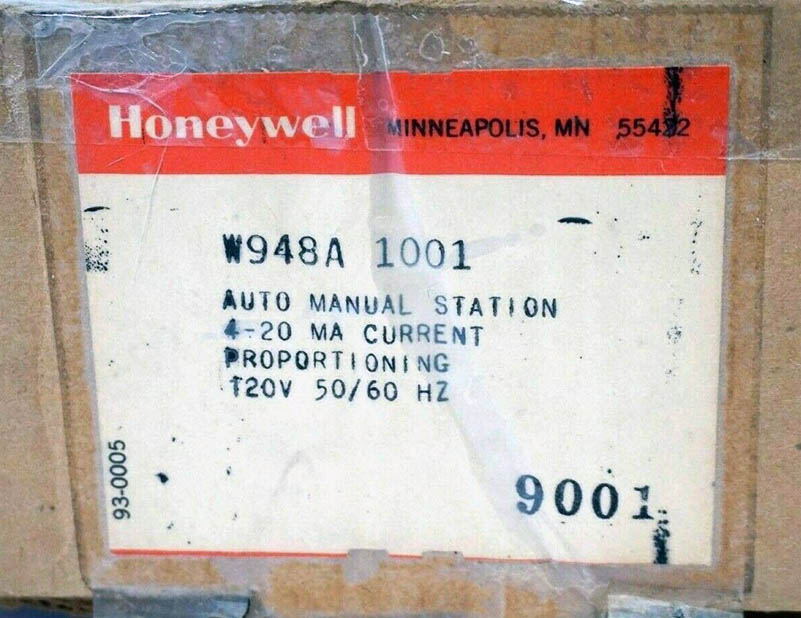 Honeywell MINNEAPOLIS, MN 55422
W948A 1001
AUTO MANUAL STATION
4-20 MA CURRENT
PROPORTIONING
120V 50/60 HZ
93-0005
9001